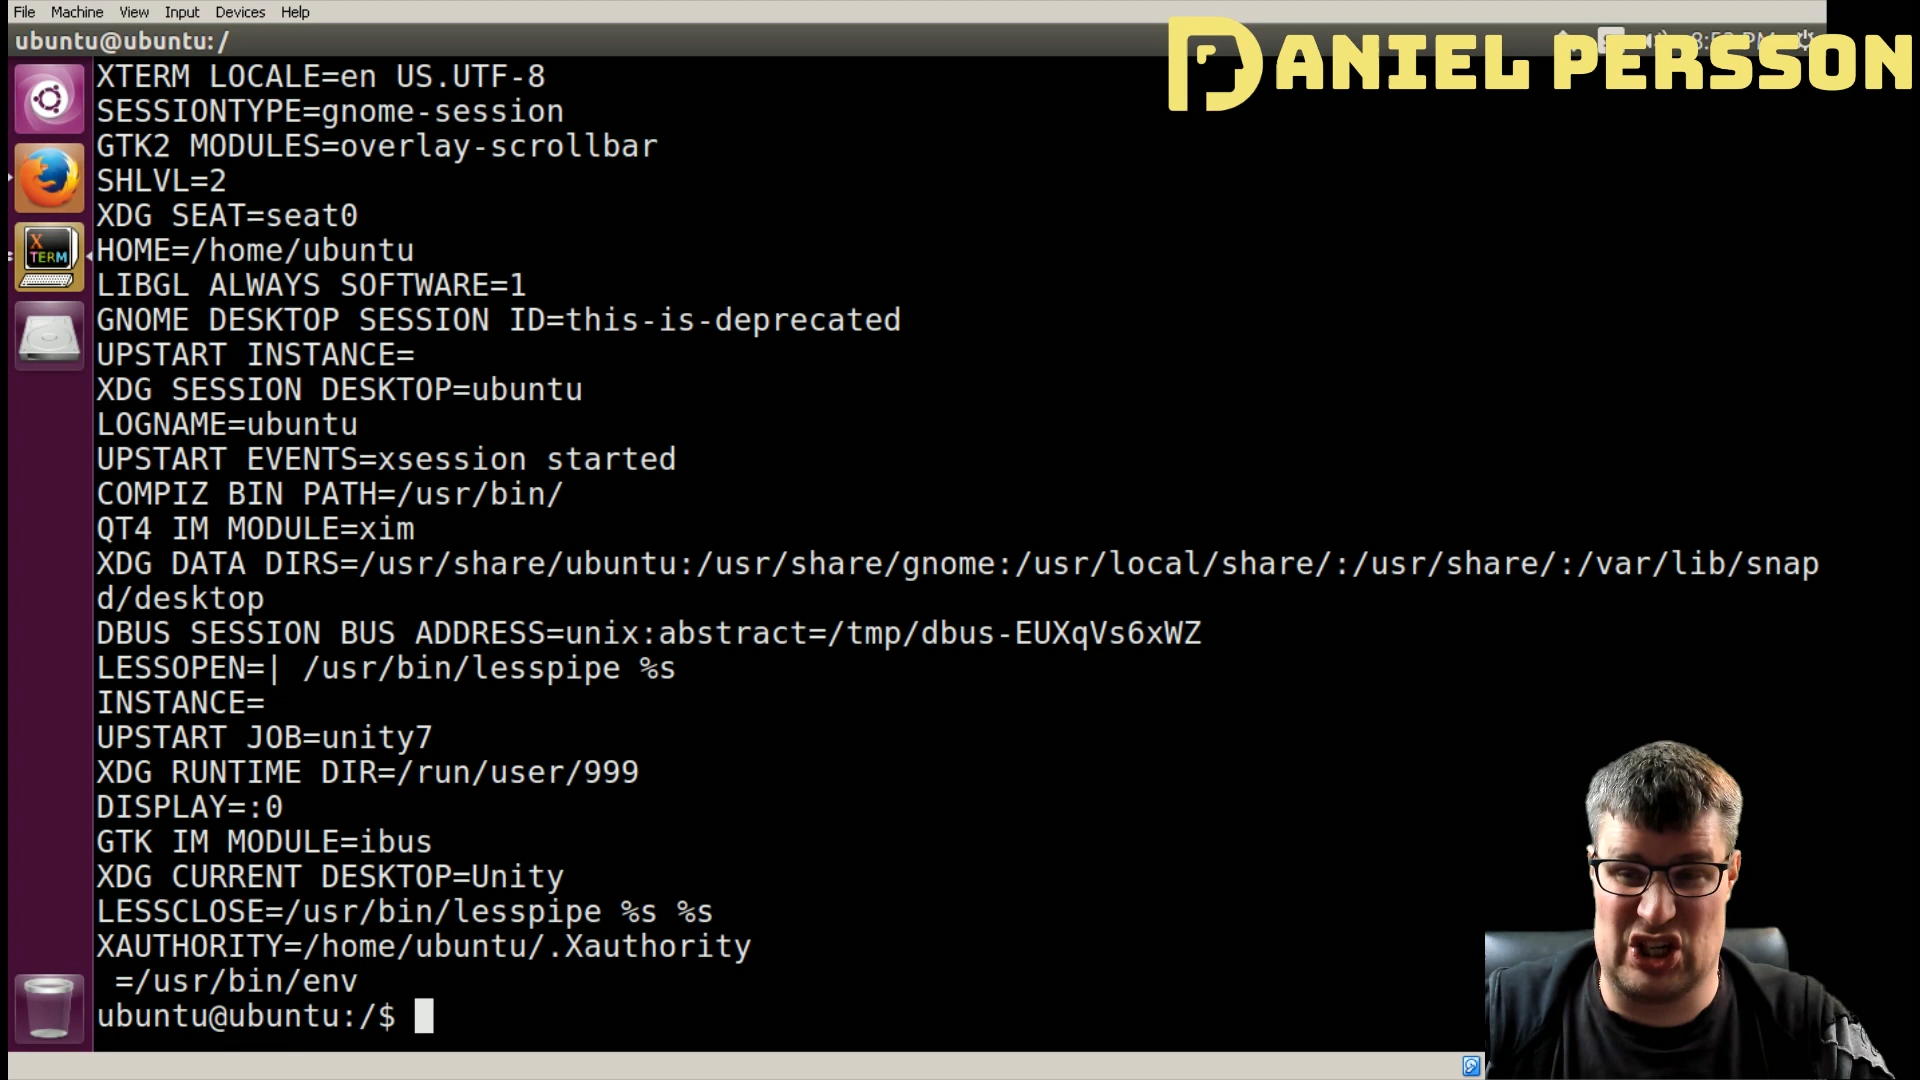 File Machine View Input Devices Help
ubuntu@ubuntu: /
DANIEL PERSSON
XTERM LOCALE=en US.UTF-8
SESSIONTYPE=gnome-session
GTK2 MODULES=overlay-scrollbar
SHLVL=2
XDG SEAT=seat0
HOME=/home/ubuntu
LIBGL ALWAYS SOFTWARE=1
GNOME DESKTOP SESSION ID=this-is-deprecated
UPSTART INSTANCE=
XDG SESSION DESKTOP=ubuntu
LOGNAME=ubuntu
UPSTART EVENTS=xsession started
COMPIZ BIN PATH=/usr/bin/
QT4 IM MODULE=xim
XDG DATA DIRS=/usr/share/ubuntu:/usr/share/gnome:/usr/local/share/:/usr/share/:/var/lib/snap
d/desktop
DBUS SESSION BUS ADDRESS=unix:abstract=/tmp/dbus-EUXqVs6xWZ
LESSOPEN=| /usr/bin/lesspipe %s
INSTANCE=
UPSTART JOB=unity7
XDG RUNTIME DIR=/run/user/999
DISPLAY=:0
GTK IM MODULE=ibus
XDG CURRENT DESKTOP=Unity
LESSCLOSE=/usr/bin/lesspipe %s %s
XAUTHORITY=/home/ubuntu/.Xauthority
 =/usr/bin/env
ubuntu@ubuntu:/$
X
TERM